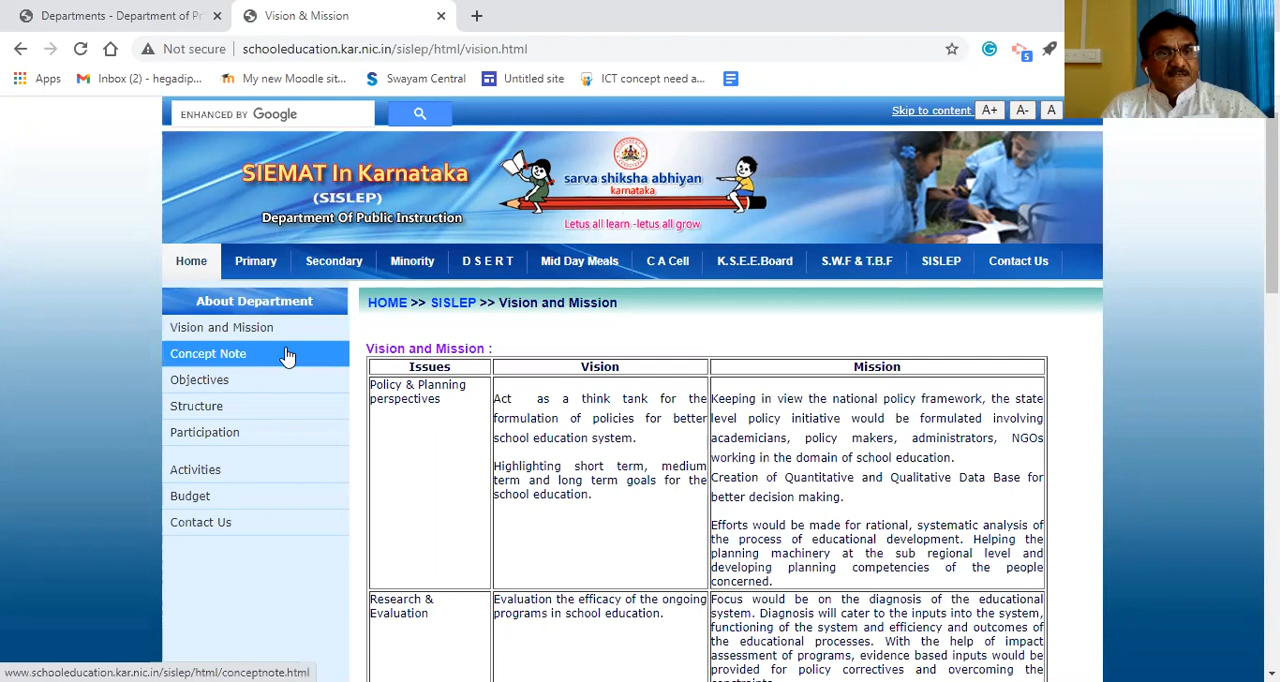 Departments - Department of Pr
Vision & Mission
Not secure
schooleducation.kar.nic.in/sislep/html/vision.html
5
Apps
Inbox (2) - hegadip...
My new Moodle sit...
Swayam Central
Untitled site
ICT concept need a...
ENHANCED BY Google
Skip to content
A+
A-
A
SIEMAT In Karnataka
(SISLEP)
Department Of Public Instruction
sarva shiksha abhiyan
karnataka
Letus all learn -letus all grow
Home
Primary
Secondary
Minority
D S E R T
Mid Day Meals
C A Cell
K.S.E.E.Board
S.W.F & T.B.F
SISLEP
Contact Us
About Department
Vision and Mission
Concept Note
Objectives
Structure
Participation
Activities
Budget
Contact Us
HOME >> SISLEP >> Vision and Mission
Vision and Mission :
Issues
Vision
Mission
Policy & Planning
perspectives
Act as a think tank for the
formulation of policies for better
school education system.
Highlighting short term, medium
term and long term goals for the
school education.
Keeping in view the national policy framework, the state
level policy initiative would be formulated involving
academicians, policy makers, administrators, NGOs
working in the domain of school education.
Creation of Quantitative and Qualitative Data Base for
better decision making.
Efforts would be made for rational, systematic analysis of
the process of educational development. Helping the
planning machinery at the sub regional level and
developing planning competencies of the people
concerned.
Research &
Evaluation
Evaluation the efficacy of the ongoing
programs in school education.
Focus would be on the diagnosis of the educational
system. Diagnosis will cater to the inputs into the system,
functioning of the system and efficiency and outcomes of
the educational processes. With the help of impact
assessment of programs, evidence based inputs would be
provided for policy correctives and overcoming the
constraints.
www.schooleducation.kar.nic.in/sislep/html/conceptnote.html